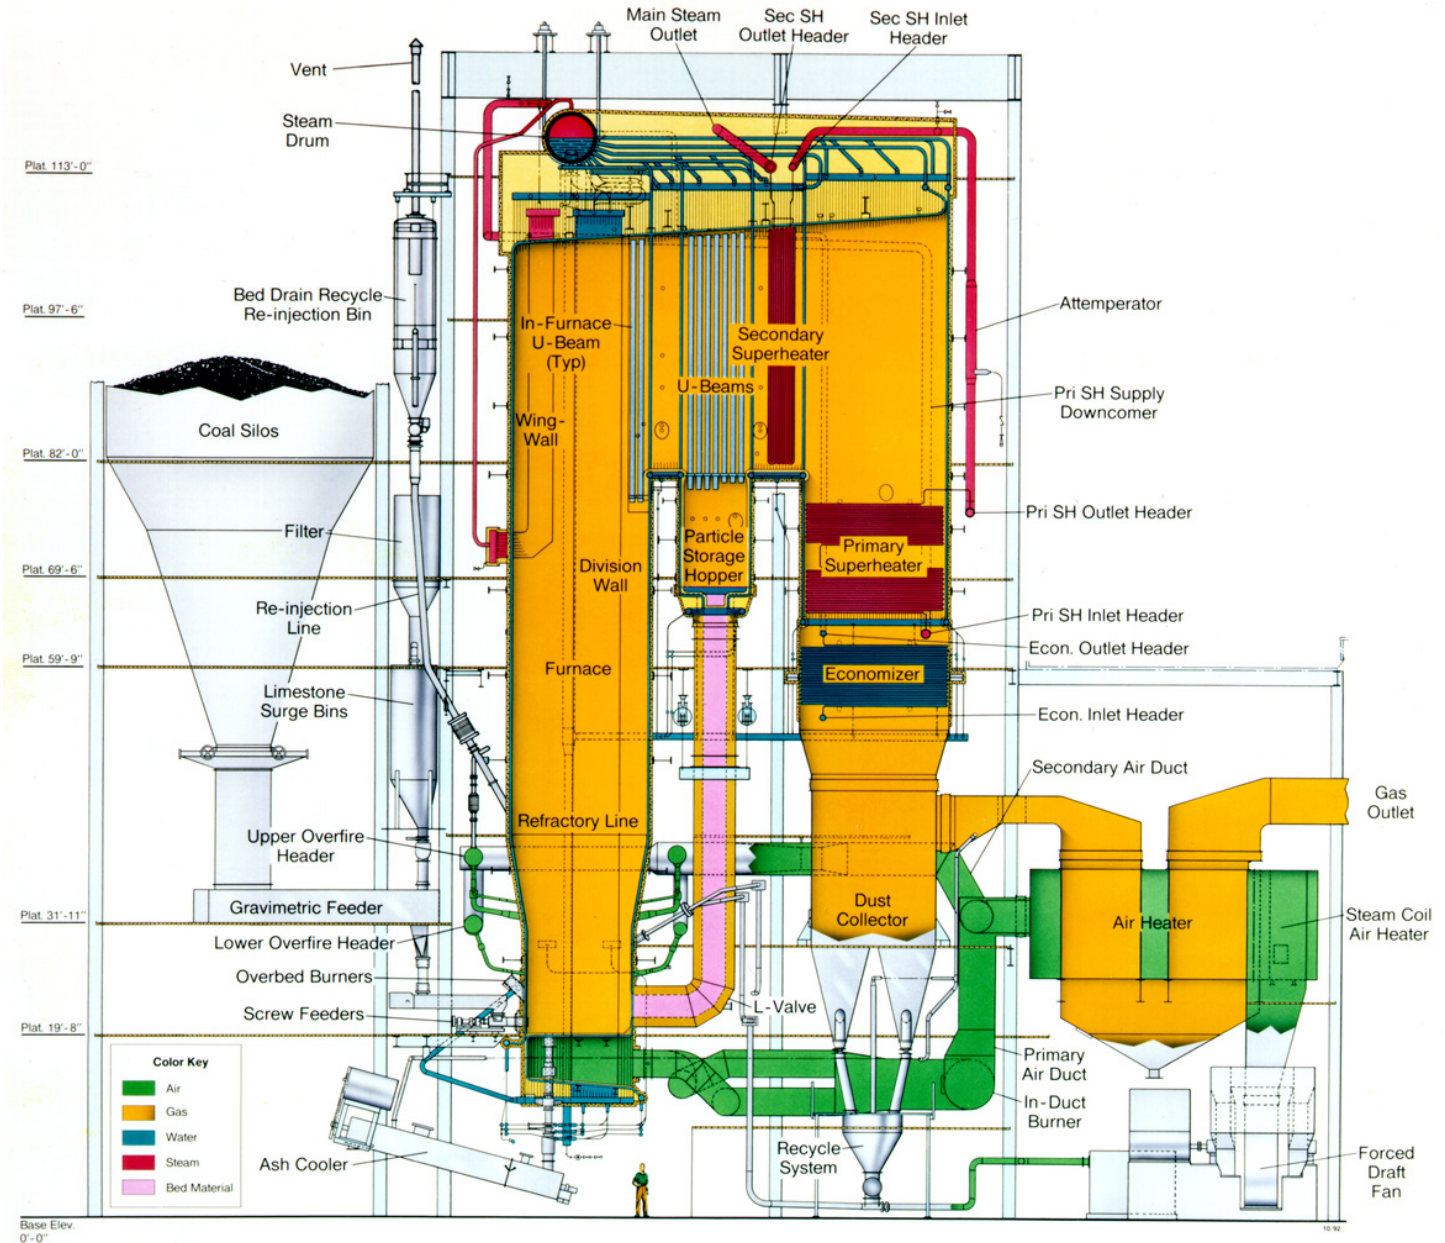 Main Steam
Outlet
Sec SH
Outlet Header
Sec SH Inlet
Header
Vent
Steam
Drum
Plat. 113'-0"
Bed Drain Recycle
Re-injection Bin
Plat. 97'-6"
In-Furnace
U-Beam
(Typ)
Secondary
Superheater
Attemperator
U-Beams
Pri SH Supply
Downcomer
Coal Silos
Wing-
Wall
Plat. 82'-0"
Filter
Pri SH Outlet Header
Particle
Storage
Hopper
Primary
Superheater
Division
Wall
Plat. 69'-6"
Re-injection
Line
Pri SH Inlet Header
Econ. Outlet Header
Plat. 59'-9"
Furnace
Economizer
Limestone
Surge Bins
Econ. Inlet Header
Secondary Air Duct
Gas
Outlet
Refractory Line
Upper Overfire
Header
Gravimetric Feeder
Dust
Collector
Air Heater
Steam Coil
Air Heater
Plat. 31'-11"
Lower Overfire Header
Overbed Burners
Screw Feeders
L-Valve
Plat. 19'-8"
Color Key
Air
Gas
Water
Steam
Bed Material
Primary
Air Duct
In-Duct
Burner
Ash Cooler
Recycle
System
Forced
Draft
Fan
Base Elev.
0'-0"
10 92